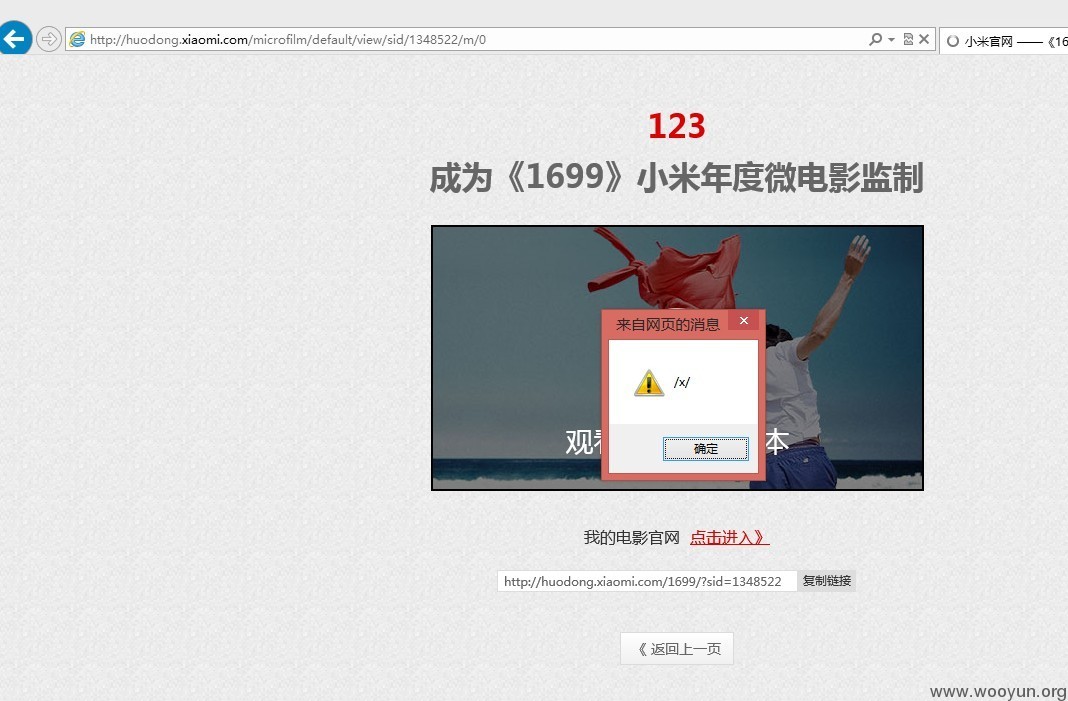 http://huodong.xiaomi.com/microfilm/default/view/sid/1348522/m/0
小米官网 ——《16
123
成为《1699》小米年度微电影监制
来自网页的消息
/x/
确定
观
本
我的电影官网 点击进入》
http://huodong.xiaomi.com/1699/?sid=1348522
复制链接
《 返回上一页
www.wooyun.org